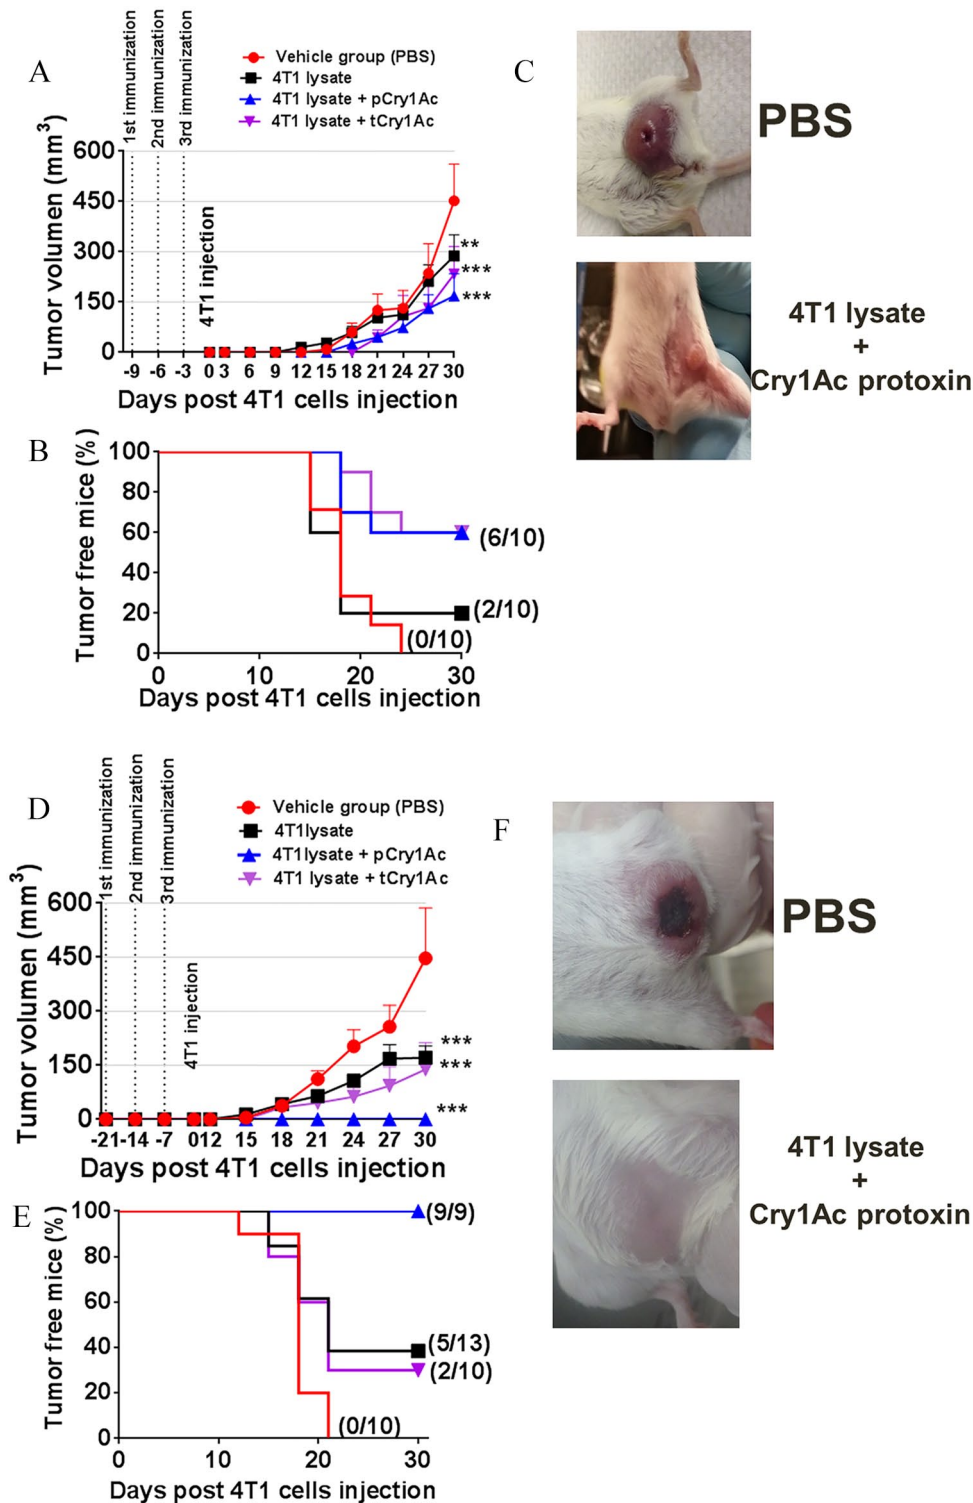 A
1st immunization
2nd immunization
3rd immunization
Vehicle group (PBS)
4T1 lysate
4T1 lysate + pCry1Ac
4T1 lysate + tCry1Ac
Tumor volumen (mm3)
600
450
300
150
0
4T1 injection
**
***
***
-9 -6 -3 0 3 6 9 12 15 18 21 24 27 30
Days post 4T1 cells injection
B
Tumor free mice (%)
100
80
60
40
20
0
(6/10)
(2/10)
(0/10)
0 10 20 30
Days post 4T1 cells injection
C
PBS
4T1 lysate
+
Cry1Ac protoxin
D
1st immunization
2nd immunization
3rd immunization
Vehicle group (PBS)
4T1lysate
4T1lysate + pCry1Ac
4T1 lysate + tCry1Ac
Tumor volumen (mm3)
600
450
300
150
0
4T1 injection
***
***
***
-21 -14 -7 0 12 15 18 21 24 27 30
Days post 4T1 cells injection
E
Tumor free mice (%)
100
80
60
40
20
0
(9/9)
(5/13)
(2/10)
(0/10)
0 10 20 30
Days post 4T1 cells injection
F
PBS
4T1 lysate
+
Cry1Ac protoxin